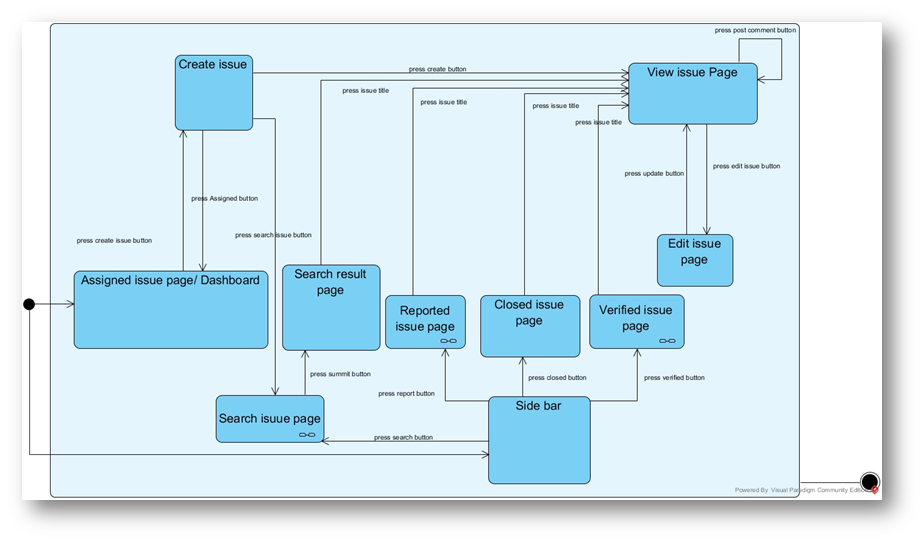 press post comment button
Create issue
View issue Page
press create button
press issue title
press issue title
press issue title
press issue title
press edit issue button
press update button
press Assigned button
press search issue button
press create issue button
Edit issue
page
Assigned issue page/ Dashboard
Search result
page
Reported
issue page
Closed issue
page
Verified issue
page
press summit button
press closed button
press verified button
press report button
Side bar
Search isuue page
press search button
Powered By Visual Paradigm Community Edition